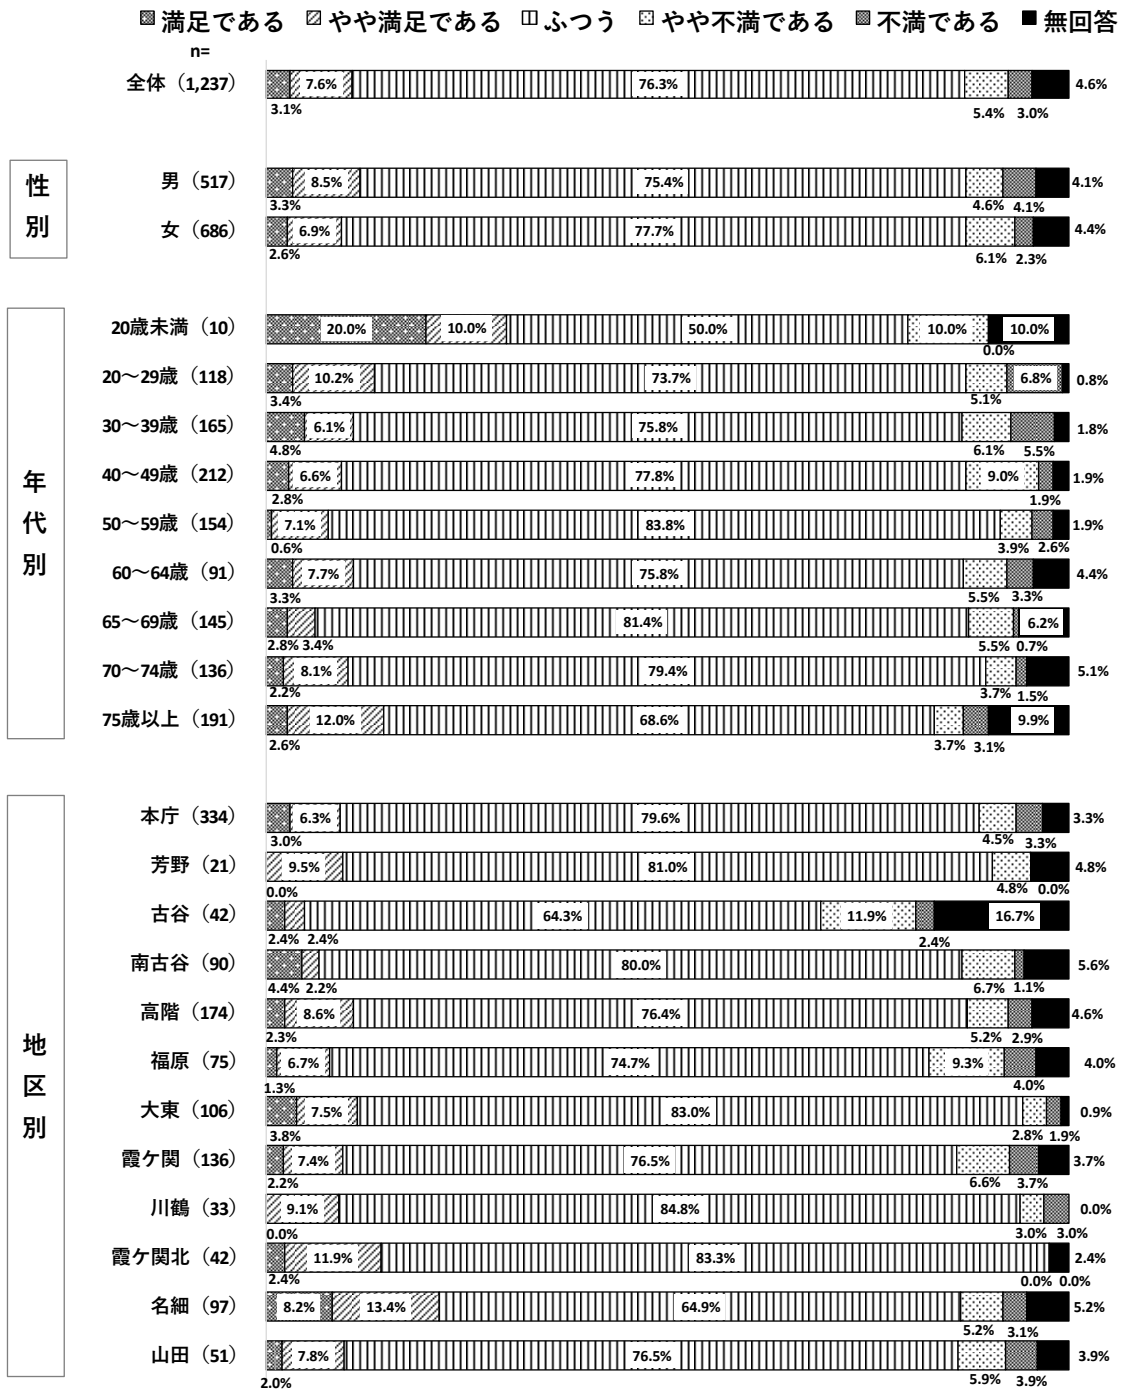 満足である やや満足である ふつう やや不満である 不満である 無回答
n=
全体（1,237） 7.6% 76.3% 4.6%
3.1% 5.4% 3.0%
性別
男（517） 8.5% 75.4% 4.1%
3.3% 4.6% 4.1%
女（686） 6.9% 77.7% 4.4%
2.6% 6.1% 2.3%
年代別
20歳未満（10） 20.0% 10.0% 50.0% 10.0% 10.0%
0.0%
20～29歳（118） 10.2% 73.7% 6.8% 0.8%
3.4% 5.1%
30～39歳（165） 6.1% 75.8% 1.8%
4.8% 6.1% 5.5%
40～49歳（212） 6.6% 77.8% 9.0% 1.9%
2.8% 1.9%
50～59歳（154） 7.1% 83.8% 1.9%
0.6% 3.9% 2.6%
60～64歳（91） 7.7% 75.8% 4.4%
3.3% 5.5% 3.3%
65～69歳（145） 81.4% 6.2%
2.8% 3.4% 5.5% 0.7%
70～74歳（136） 8.1% 79.4% 5.1%
2.2% 3.7% 1.5%
75歳以上（191） 12.0% 68.6% 9.9%
2.6% 3.7% 3.1%
地区別
本庁（334） 6.3% 79.6% 3.3%
3.0% 4.5% 3.3%
芳野（21） 9.5% 81.0% 4.8%
0.0% 4.8% 0.0%
古谷（42） 64.3% 11.9% 16.7%
2.4% 2.4% 2.4%
南古谷（90） 80.0% 5.6%
4.4% 2.2% 6.7% 1.1%
高階（174） 8.6% 76.4% 4.6%
2.3% 5.2% 2.9%
福原（75） 6.7% 74.7% 9.3% 4.0%
1.3% 4.0%
大東（106） 7.5% 83.0% 0.9%
3.8% 2.8% 1.9%
霞ケ関（136） 7.4% 76.5% 3.7%
2.2% 6.6% 3.7%
川鶴（33） 9.1% 84.8% 0.0%
0.0% 3.0% 3.0%
霞ケ関北（42） 11.9% 83.3% 2.4%
2.4% 0.0% 0.0%
名細（97） 8.2% 13.4% 64.9% 5.2%
5.2% 3.1%
山田（51） 7.8% 76.5% 3.9%
2.0% 5.9% 3.9%